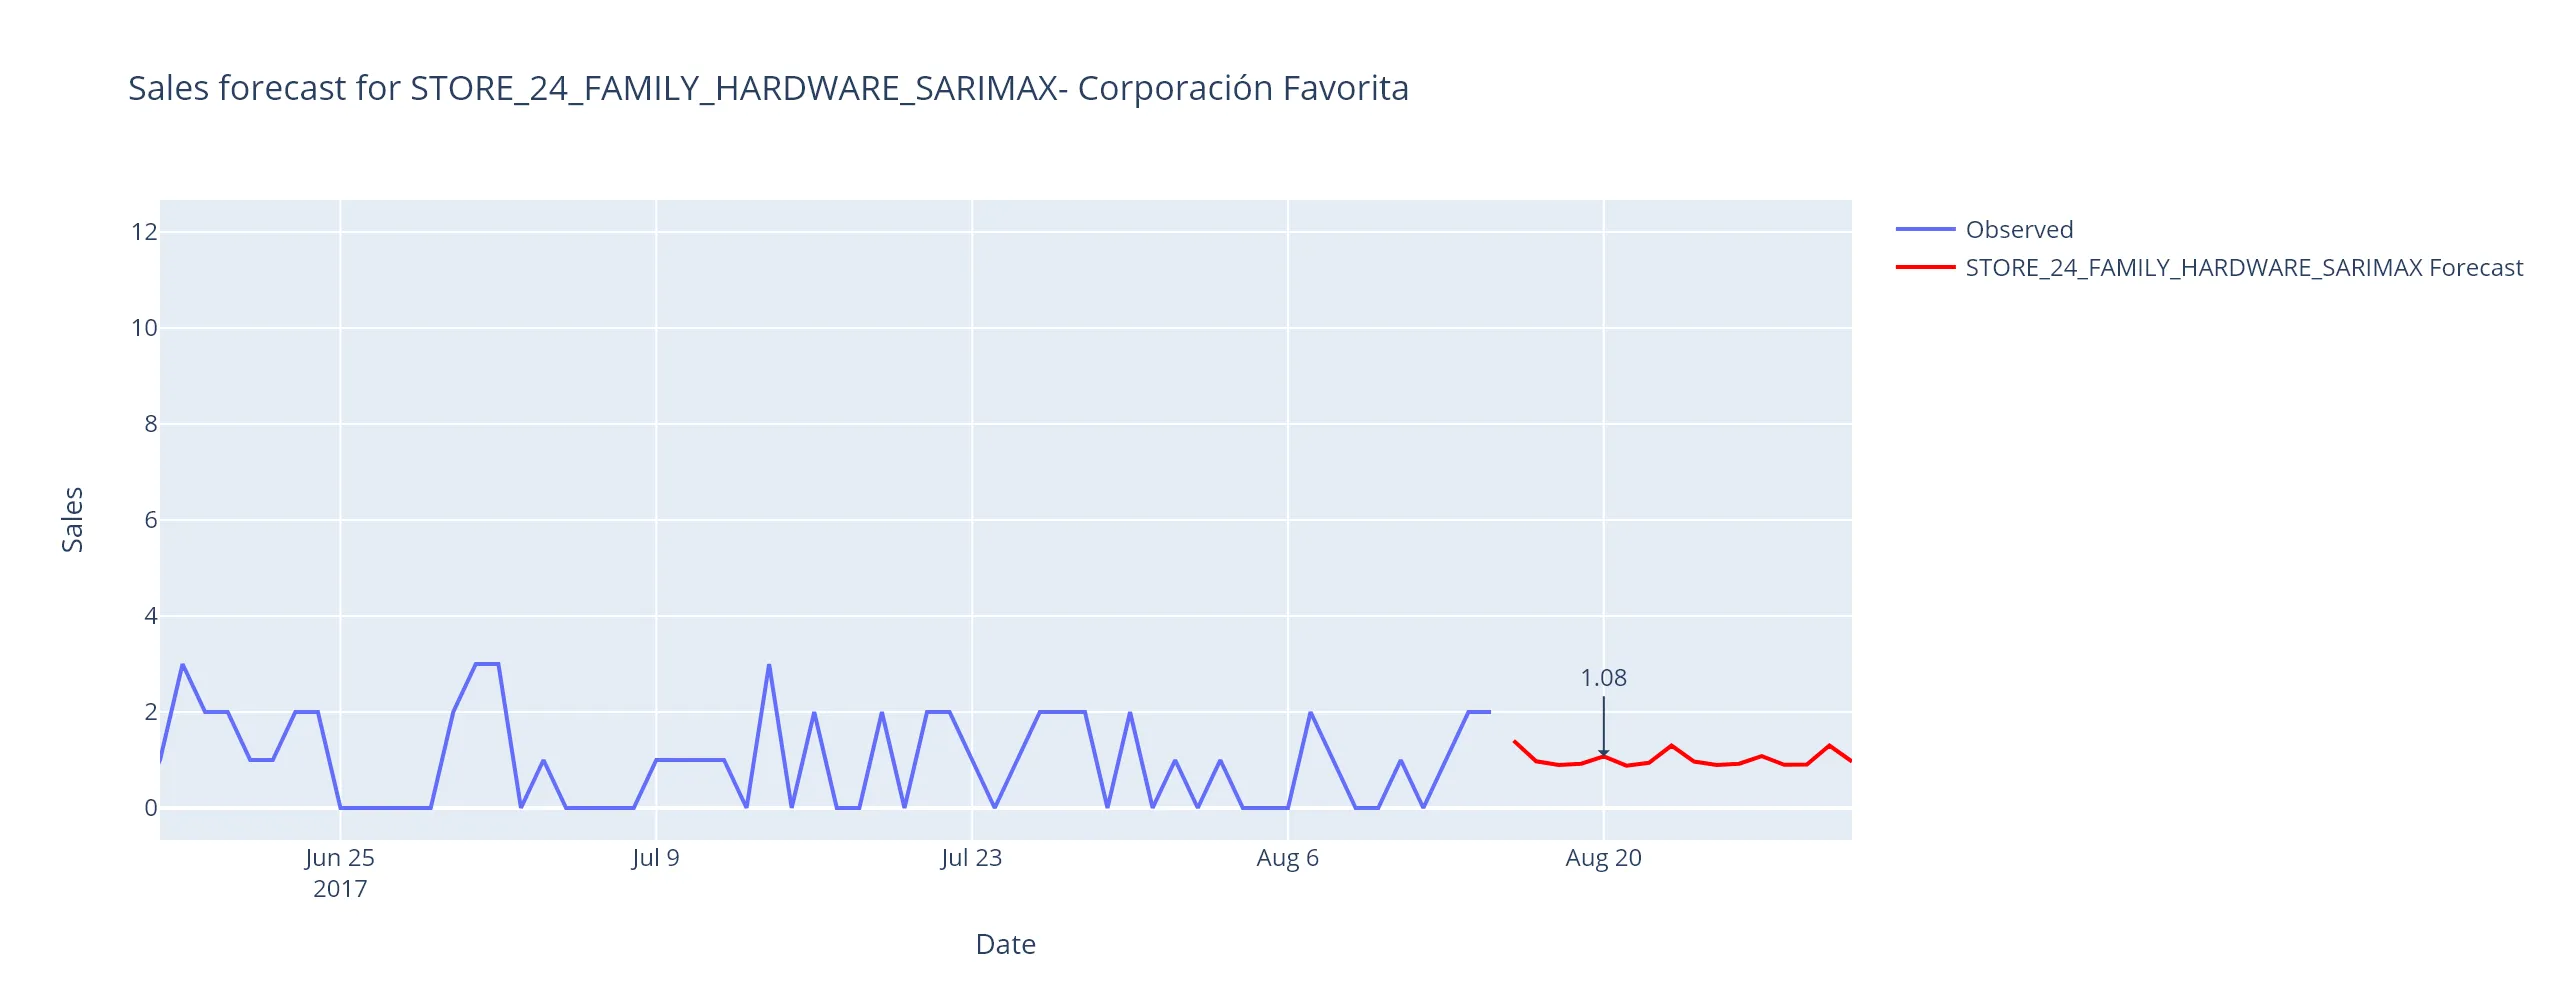 Sales forecast for STORE_24_FAMILY_HARDWARE_SARIMAX- Corporación Favorita
Observed
STORE_24_FAMILY_HARDWARE_SARIMAX Forecast
12
10
8
6
4
2
0
Sales
1.08
Jun 25
2017
Jul 9
Jul 23
Aug 6
Aug 20
Date